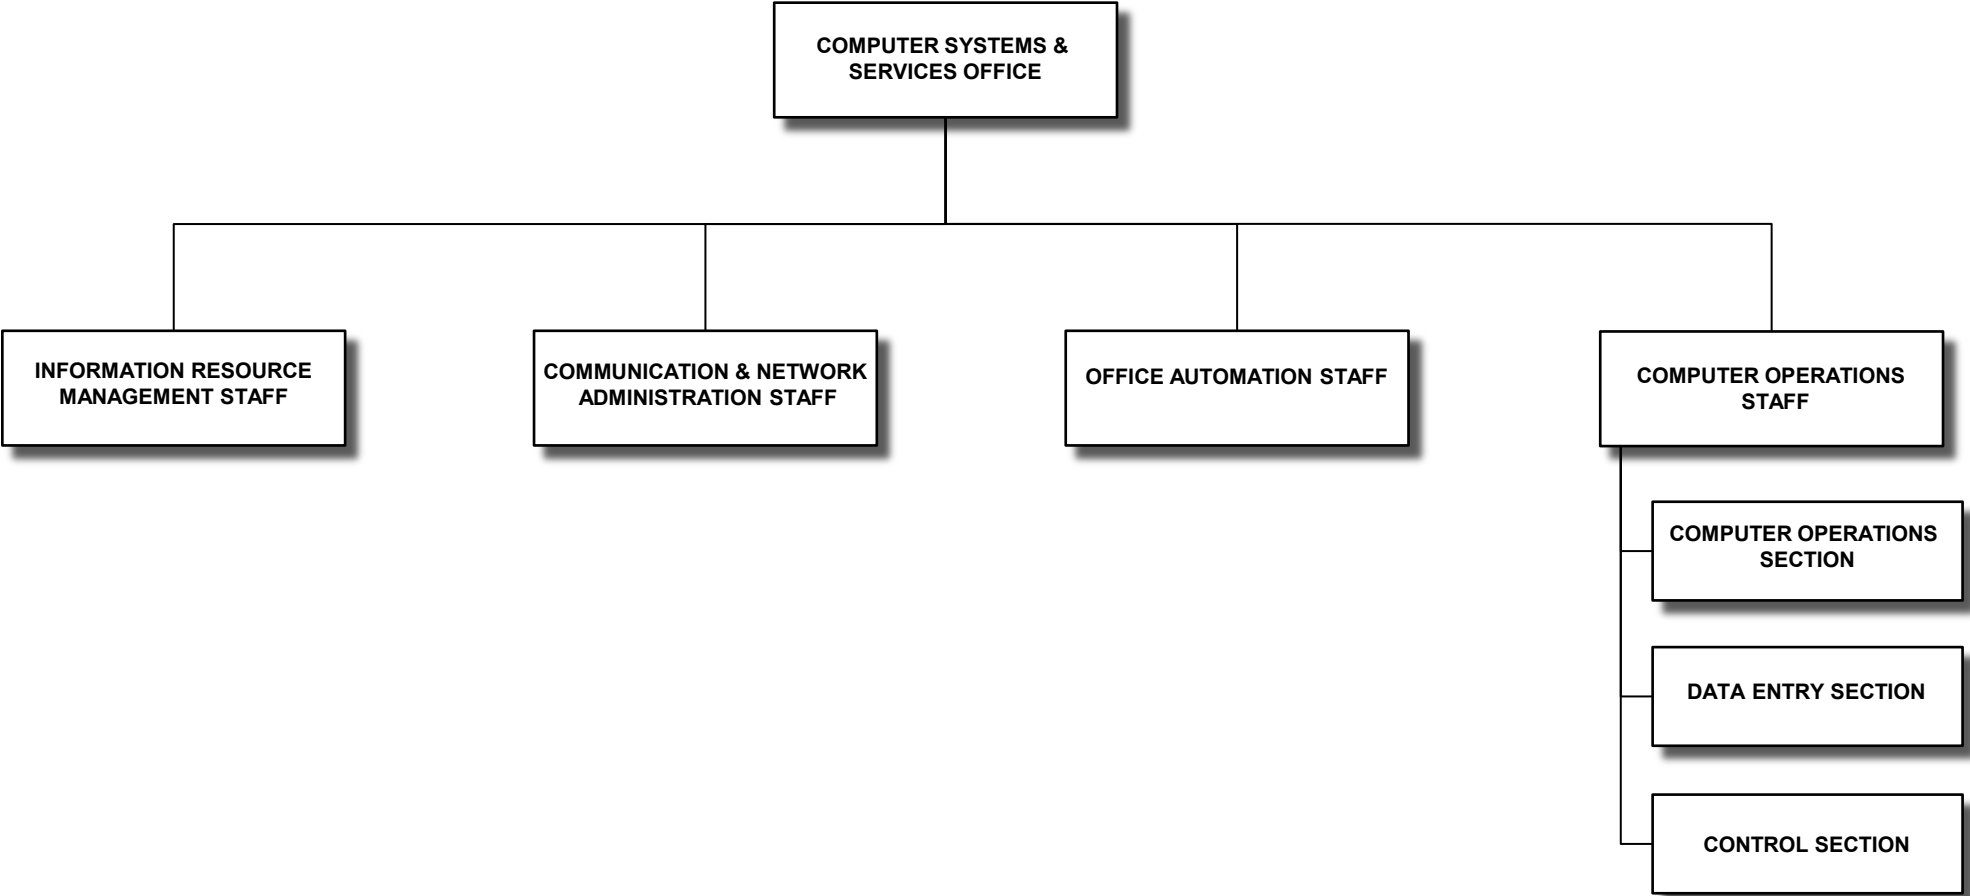 COMPUTER SYSTEMS &
SERVICES OFFICE
INFORMATION RESOURCE
MANAGEMENT STAFF
COMMUNICATION & NETWORK
ADMINISTRATION STAFF
OFFICE AUTOMATION STAFF
COMPUTER OPERATIONS
STAFF
COMPUTER OPERATIONS
SECTION
DATA ENTRY SECTION
CONTROL SECTION